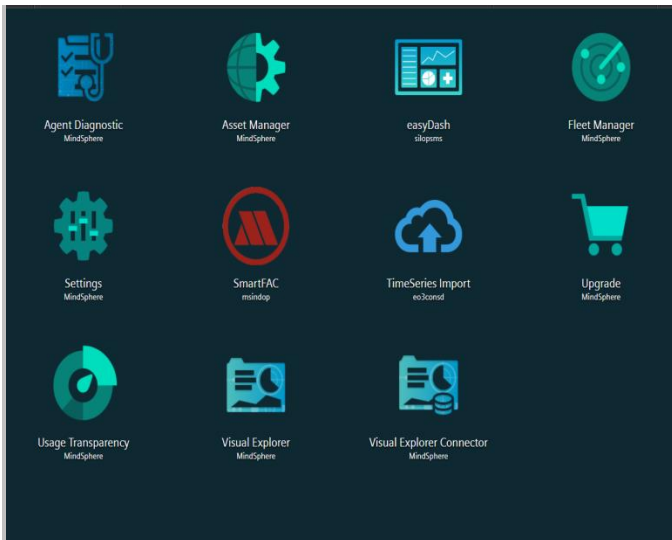 Agent Diagnostic
MindSphere
Asset Manager
MindSphere
easyDash
silopsms
Fleet Manager
MindSphere
Settings
MindSphere
SmartFAC
msindop
TimeSeries Import
eo3consd
Upgrade
MindSphere
Usage Transparency
MindSphere
Visual Explorer
MindSphere
Visual Explorer Connector
MindSphere